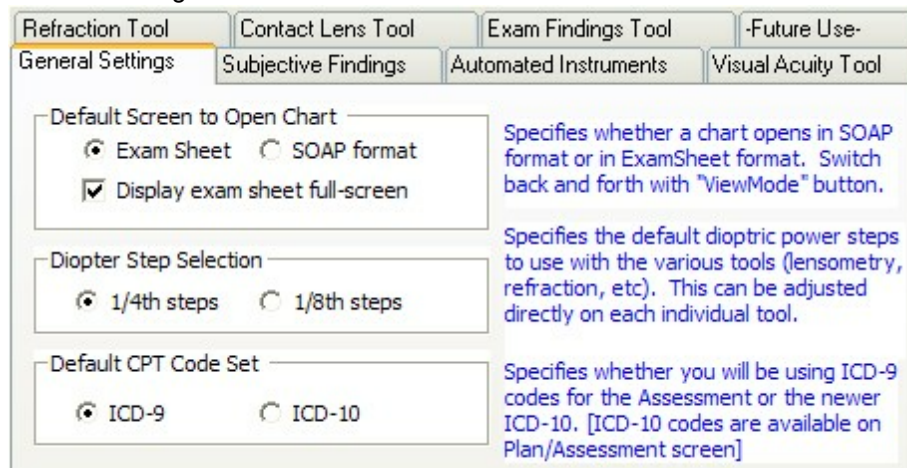 Refraction Tool Contact Lens Tool Exam Findings Tool -Future Use-
General Settings Subjective Findings Automated Instruments Visual Acuity Tool
Default Screen to Open Chart
Exam Sheet SOAP format
Display exam sheet full-screen
Specifies whether a chart opens in SOAP
format or in ExamSheet format. Switch
back and forth with "ViewMode" button.
Diopter Step Selection
1/4th steps 1/8th steps
Specifies the default dioptric power steps
to use with the various tools (lensometry,
refraction, etc). This can be adjusted
directly on each individual tool.
Default CPT Code Set
ICD-9 ICD-10
Specifies whether you will be using ICD-9
codes for the Assessment or the newer
ICD-10. [ICD-10 codes are available on
Plan/Assessment screen]